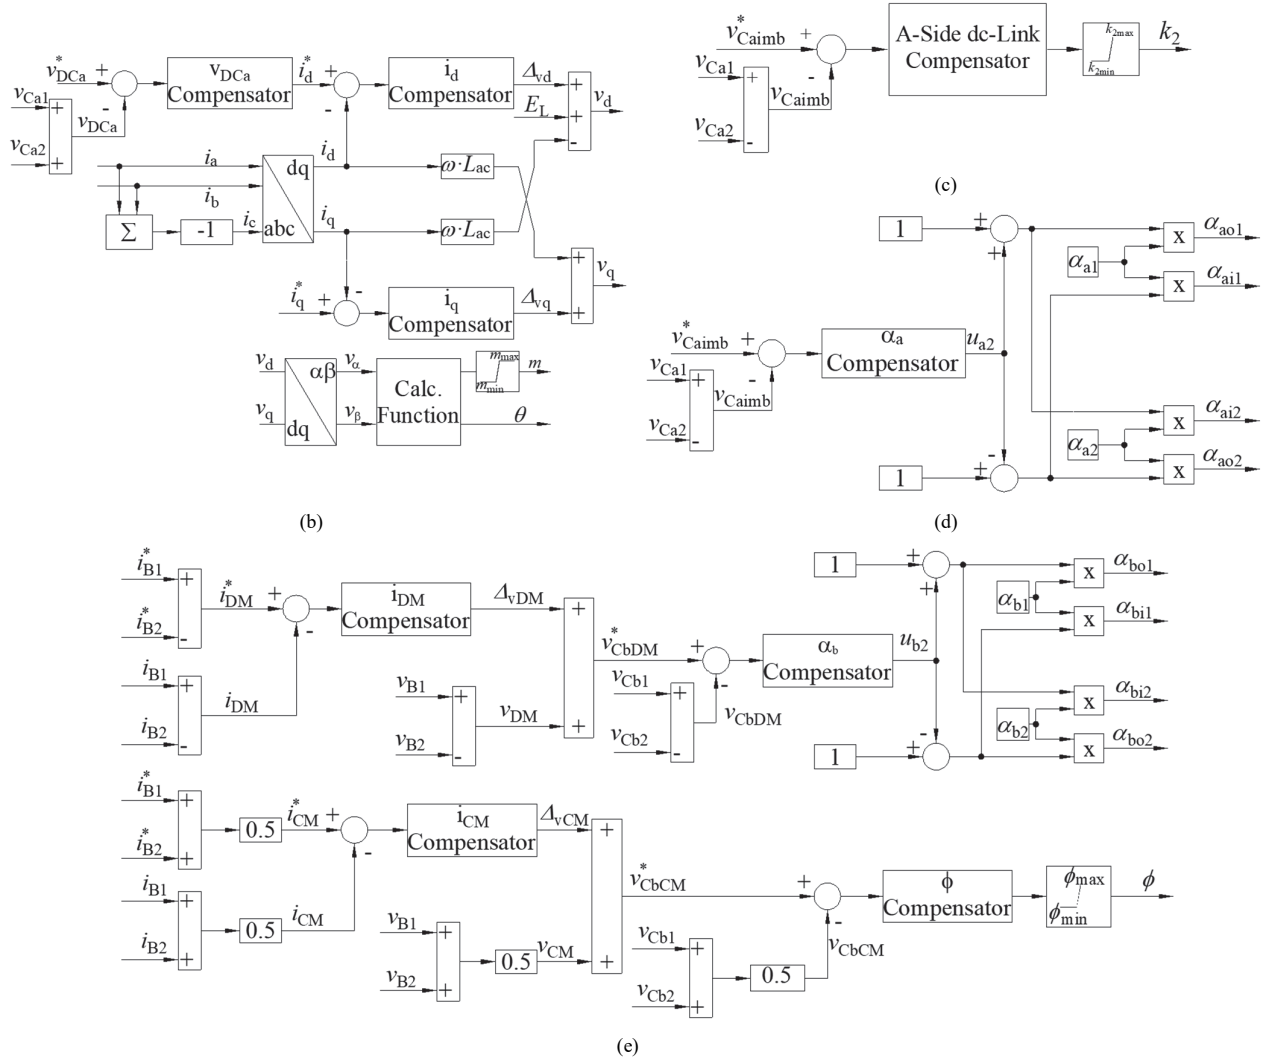 v*DCa
+
vDCa
Compensator
i*d
+
id
Compensator
Δvd
+
-
-
vCa1
+
vDCa
vCa2
+
EL
+
vd
-
ia
ib
ic
Σ
-1
dq
abc
id
iq
ω·Lac
ω·Lac
+
vq
+
i*q
+
-
iq
Compensator
Δvq
vd
vq
αβ
dq
vα
vβ
Calc.
Function
mmax
mmin
m
θ
(b)
v*Caimb
+
-
vCa1
+
vCaimb
vCa2
-
A-Side dc-Link
Compensator
k2max
k2min
k2
(c)
1
+
+
x
αao1
αa1
x
αai1
v*Caimb
+
-
vCa1
+
vCaimb
vCa2
-
αa
Compensator
ua2
x
αai2
αa2
-
1
+
x
αao2
(d)
i*B1
+
i*B2
-
i*DM
+
-
iDM
Compensator
ΔvDM
+
iB1
+
iDM
iB2
-
vB1
+
vDM
+
vB2
-
v*CbDM
+
-
vCb1
+
vCbDM
vCb2
-
αb
Compensator
ub2
1
+
+
x
αbo1
αb1
x
αbi1
x
αbi2
αb2
-
1
+
x
αbo2
i*B1
+
i*B2
+
0.5
i*CM
+
-
iCM
Compensator
ΔvCM
+
iB1
+
0.5
iCM
iB2
+
vB1
+
0.5
vCM
+
vB2
+
v*CbCM
+
-
vCb1
+
0.5
vCbCM
vCb2
+
ϕ
Compensator
ϕmax
ϕmin
ϕ
(e)